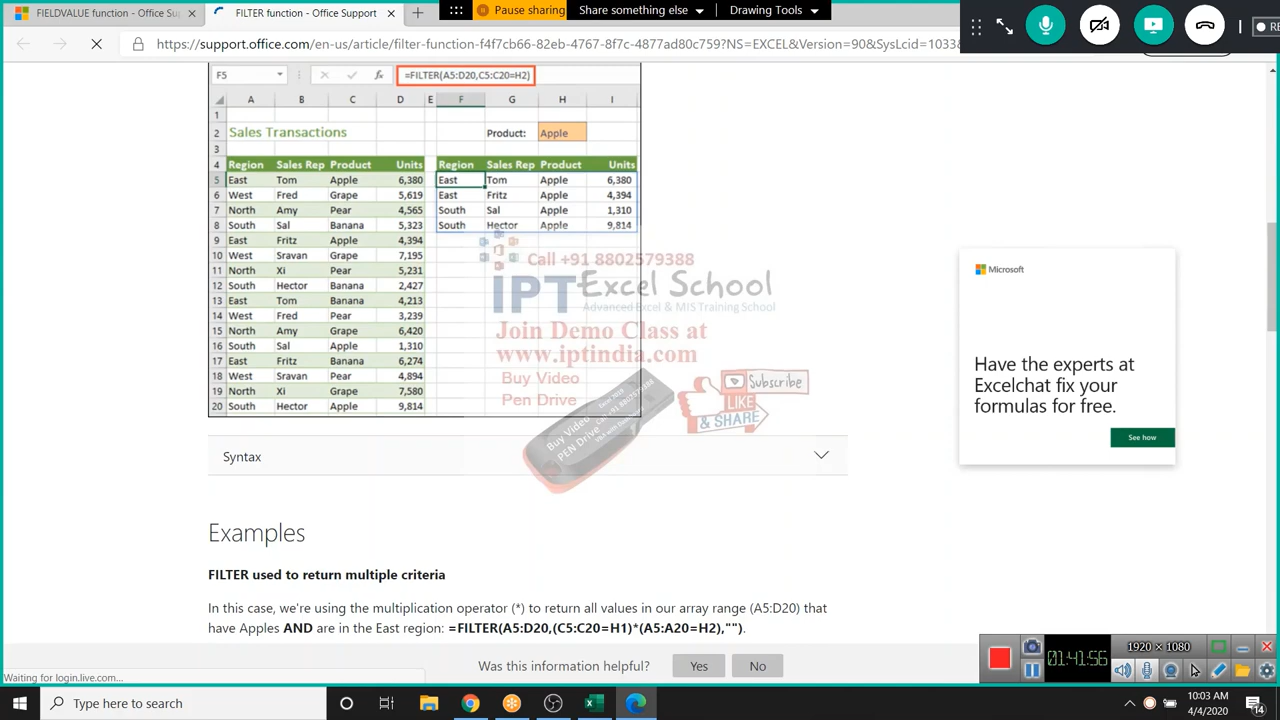 FIELDVALUE function - Office Sup
FILTER function - Office Support
Pause sharing
Share something else
Drawing Tools
https://support.office.com/en-us/article/filter-function-f4f7cb66-82eb-4767-8f7c-4877ad80c759?NS=EXCEL&Version=90&SysLcid=1033&
F5 fx =FILTER(A5:D20,C5:C20=H2)
A B C D E F G H I
1
2 Sales Transactions Product: Apple
3
4 Region Sales Rep Product Units Region Sales Rep Product Units
5 East Tom Apple 6,380 East Tom Apple 6,380
6 West Fred Grape 5,619 East Fritz Apple 4,394
7 North Amy Pear 4,565 South Sal Apple 1,310
8 South Sal Banana 5,323 South Hector Apple 9,814
9 East Fritz Apple 4,394
10 West Sravan Grape 7,195
11 North Xi Pear 5,231
12 South Hector Banana 2,427
13 East Tom Banana 4,213
14 West Fred Pear 3,239
15 North Amy Grape 6,420
16 South Sal Apple 1,310
17 East Fritz Banana 6,274
18 West Sravan Pear 4,894
19 North Xi Grape 7,580
20 South Hector Apple 9,814
Call +91 8802579388
IPT Excel School
Advanced Excel & MIS Training School
Join Demo Class at
www.iptindia.com
Buy Video
Pen Drive
Subscribe
LIKE
& SHARE
Buy Video
PEN Drive
Microsoft
Have the experts at
Excelchat fix your
formulas for free.
See how
Syntax
Examples
FILTER used to return multiple criteria
In this case, we're using the multiplication operator (*) to return all values in our array range (A5:D20) that
have Apples AND are in the East region: =FILTER(A5:D20,(C5:C20=H1)*(A5:A20=H2),"").
Was this information helpful? Yes No
Waiting for login.live.com...
01:41:56
1920 × 1080
Type here to search
10:03 AM
4/4/2020
14